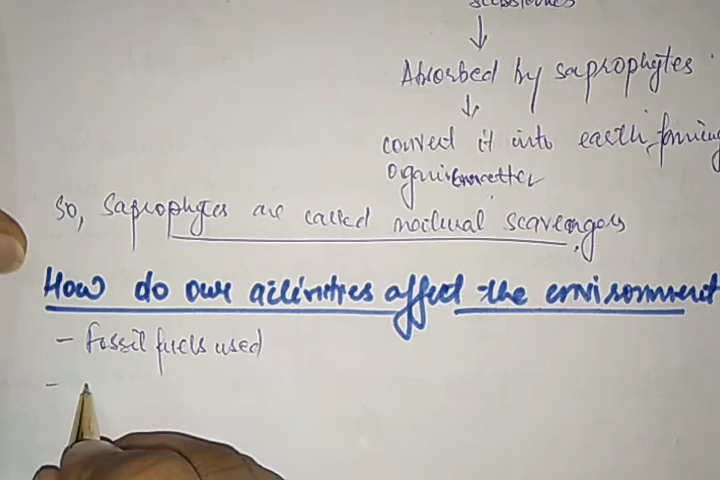 Absorbed by saprophytes
convert it into earth, forming
organic matter
So, Saprophytes are called natural scavengers
How do our activities affect the environment
- Fossil fuels used
-